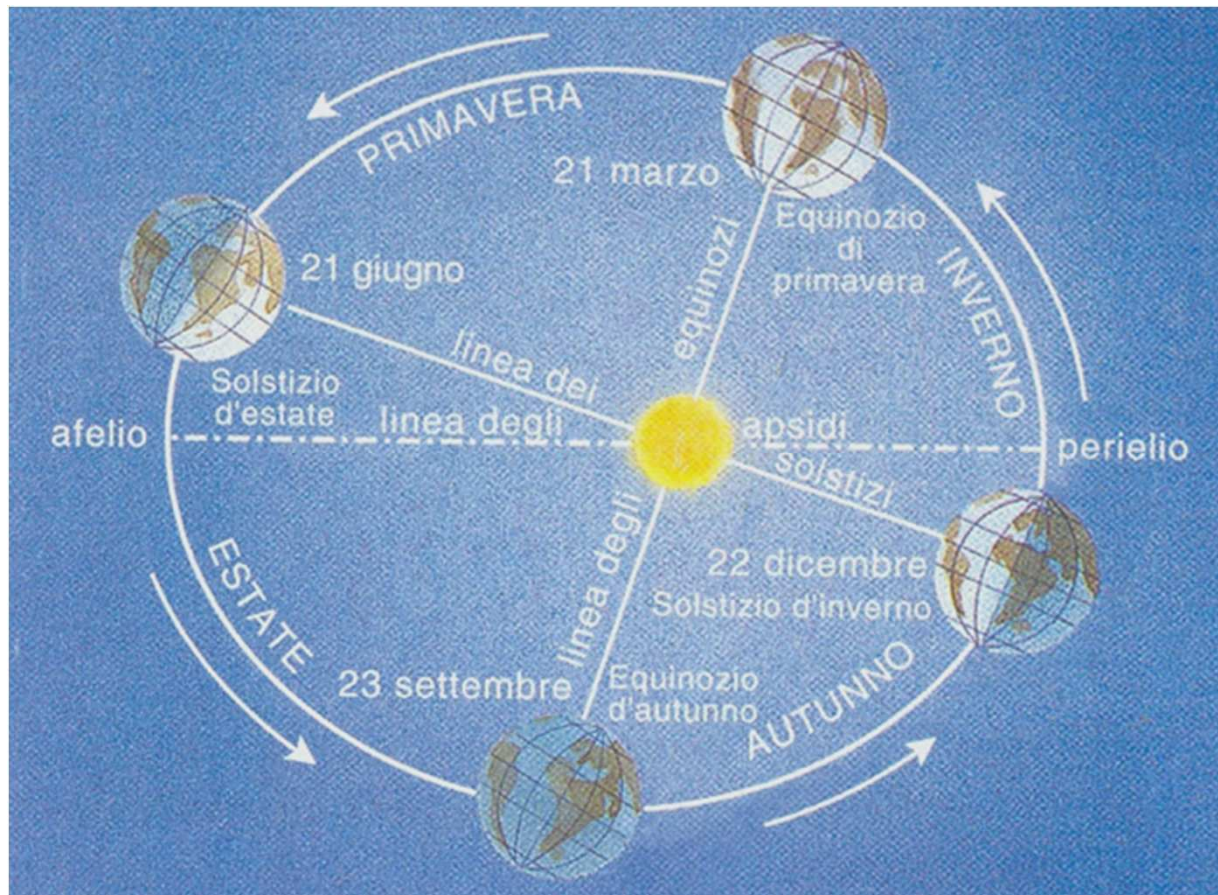 PRIMAVERA
21 marzo
Equinozio
di
primavera
equinozi
INVERNO
21 giugno
Solstizio
d'estate
linea dei
afelio
linea degli
apsidi
perielio
solstizi
22 dicembre
Solstizio d'inverno
linea degli
ESTATE
23 settembre
Equinozio
d'autunno
AUTUNNO